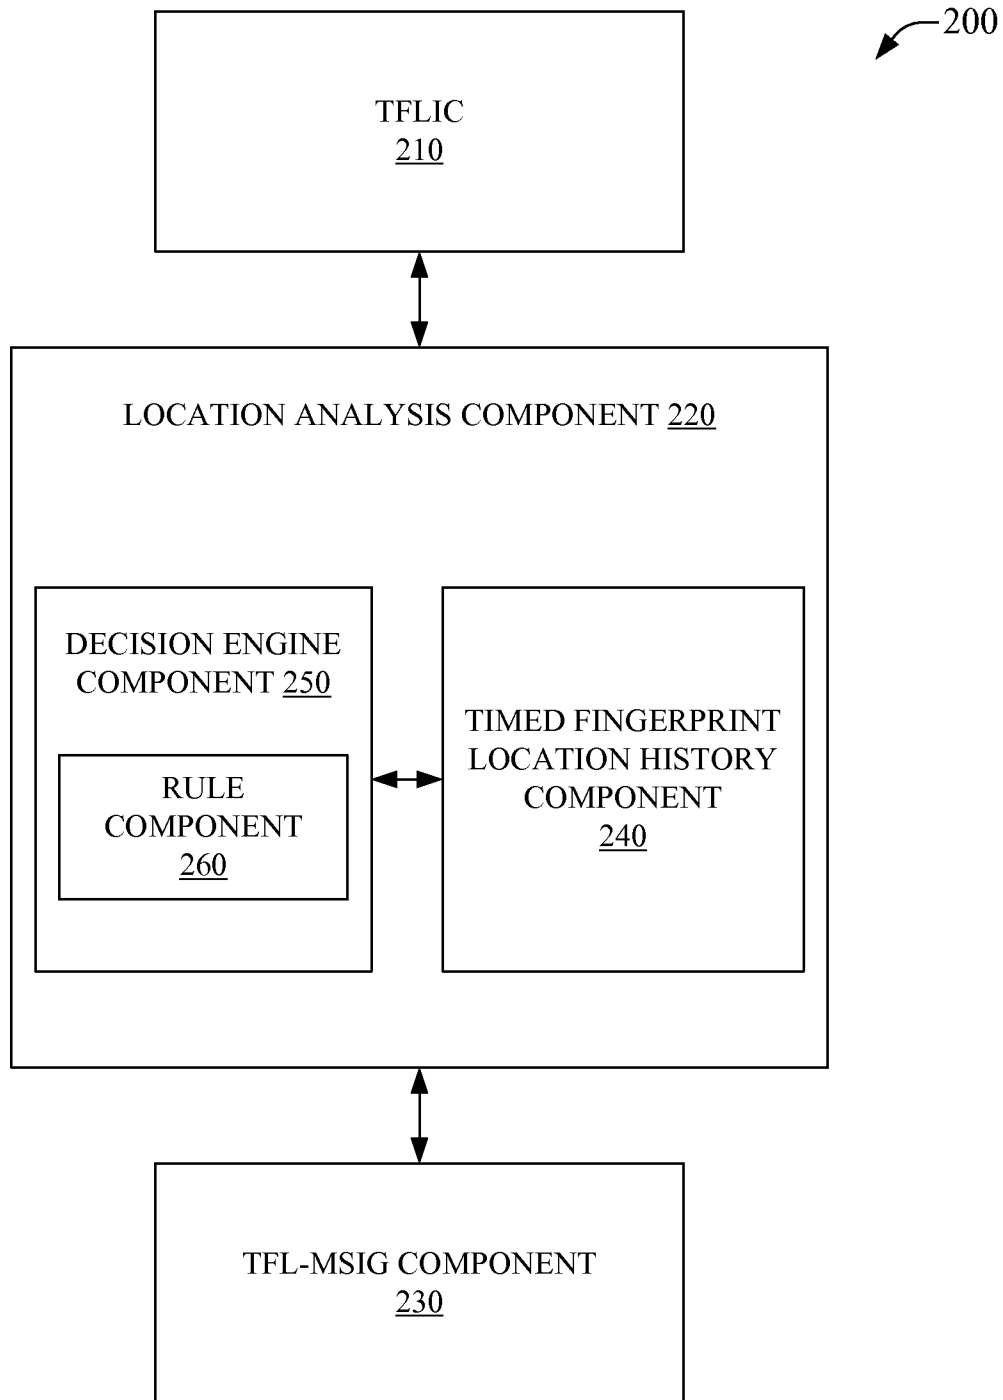 200
TFLIC
210
LOCATION ANALYSIS COMPONENT 220
DECISION ENGINE
COMPONENT 250
RULE
COMPONENT
260
TIMED FINGERPRINT
LOCATION HISTORY
COMPONENT
240
TFL-MSIG COMPONENT
230